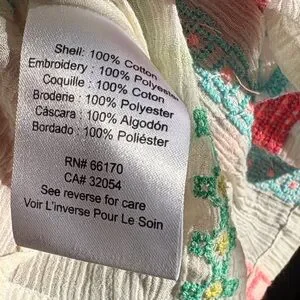 Shell: 100% Cotton
Embroidery : 100% Polyester
Coquille : 100% Coton
Broderie : 100% Polyester
Cáscara : 100% Algodón
Bordado : 100% Poliéster
RN# 66170
CA# 32054
See reverse for care
Voir L'inverse Pour Le Soin